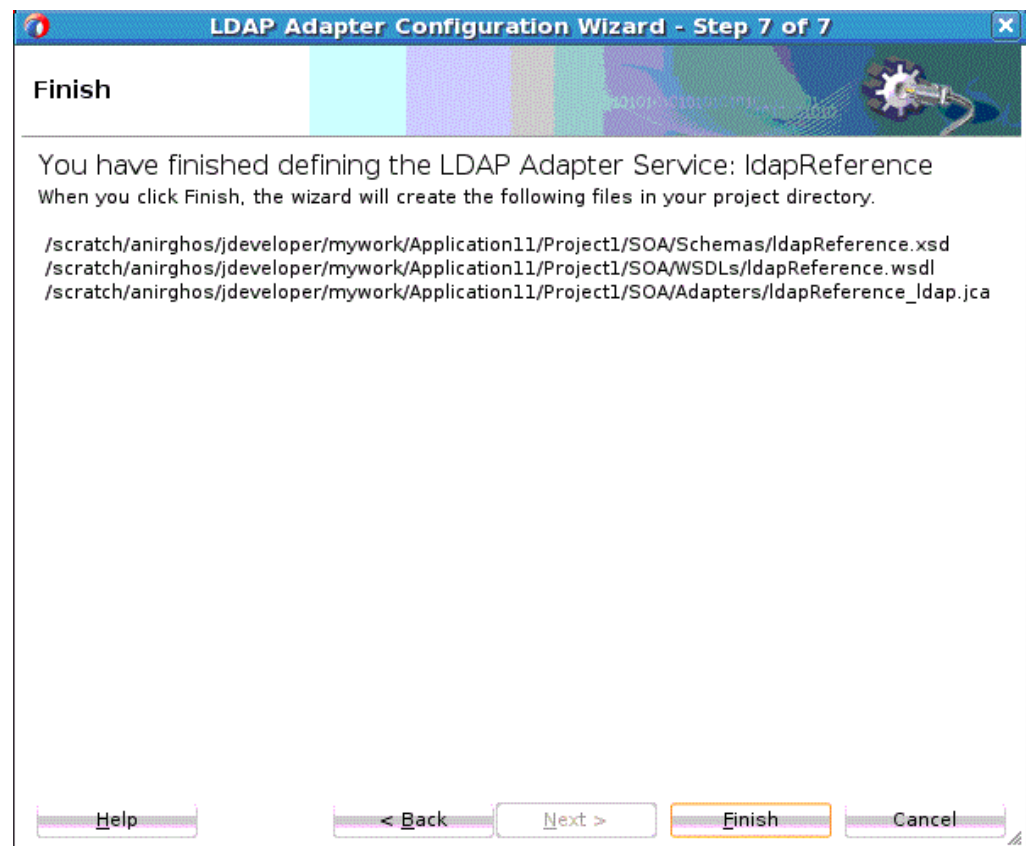 LDAP Adapter Configuration Wizard - Step 7 of 7
Finish
You have finished defining the LDAP Adapter Service: ldapReference
When you click Finish, the wizard will create the following files in your project directory.
/scratch/anirghos/jdeveloper/mywork/Application11/Project1/SOA/Schemas/ldapReference.xsd
/scratch/anirghos/jdeveloper/mywork/Application11/Project1/SOA/WSDLs/ldapReference.wsdl
/scratch/anirghos/jdeveloper/mywork/Application11/Project1/SOA/Adapters/ldapReference_ldap.jca
Help < Back Next > Finish Cancel